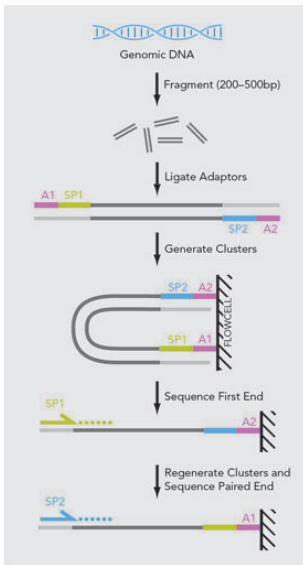 Genomic DNA
Fragment (200–500bp)
Ligate Adaptors
A1 SP1
SP2 A2
Generate Clusters
SP2 A2
SP1 A1
FLOWCELL
Sequence First End
SP1
A2
Regenerate Clusters and
Sequence Paired End
SP2
A1